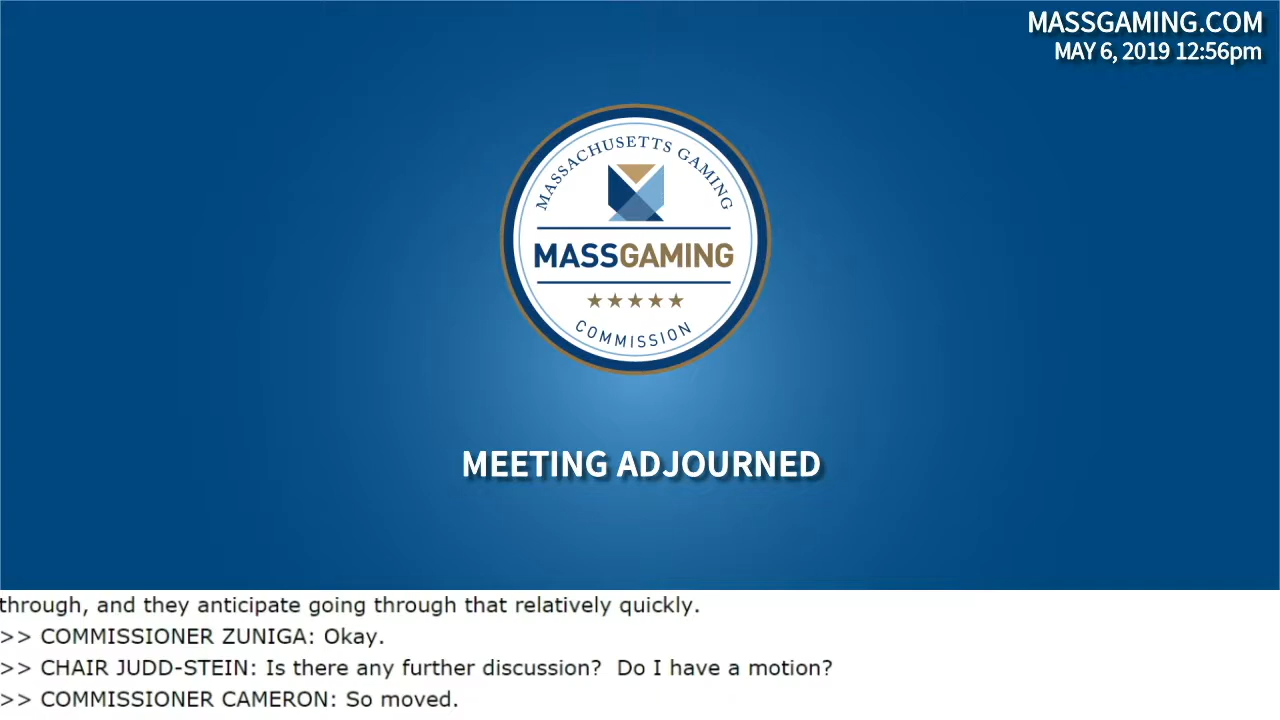 MASSGAMING.COM
MAY 6, 2019 12:56pm
MASSACHUSETTS GAMING
MASSGAMING
COMMISSION
MEETING ADJOURNED
through, and they anticipate going through that relatively quickly.
>> COMMISSIONER ZUNIGA: Okay.
>> CHAIR JUDD-STEIN: Is there any further discussion?  Do I have a motion?
>> COMMISSIONER CAMERON: So moved.